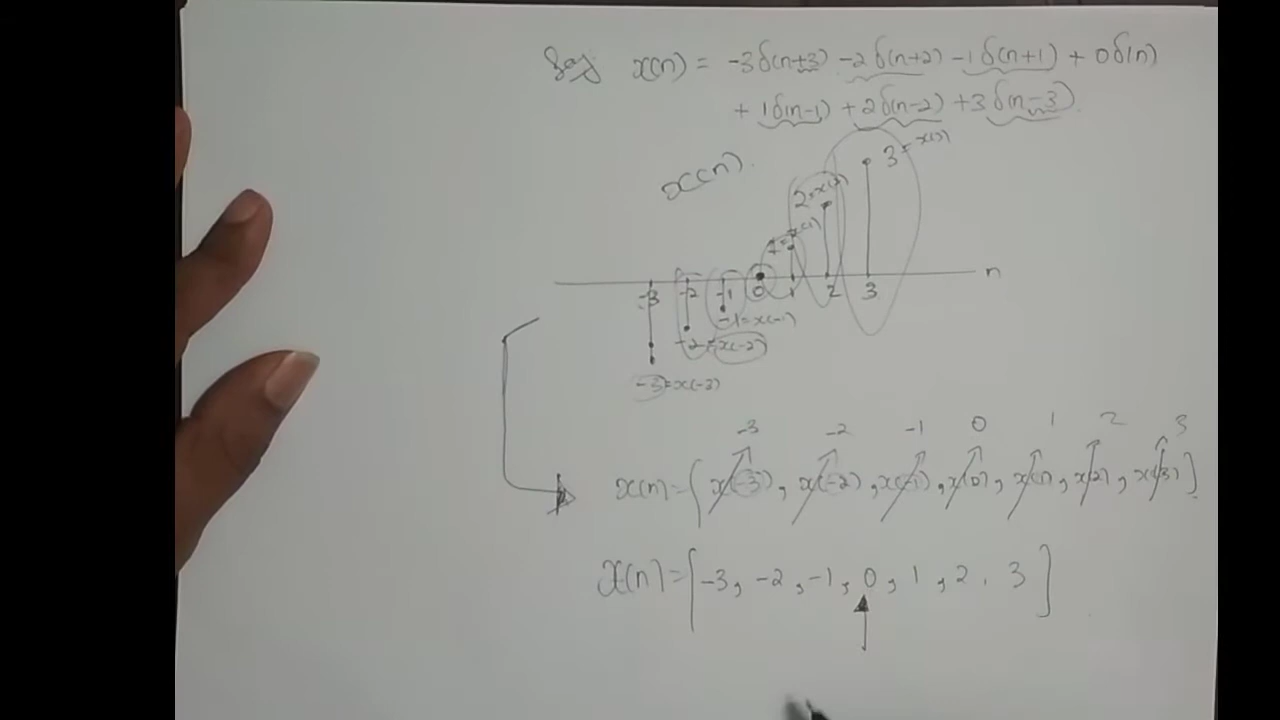 Say x(n) = -3δ(n+3) -2δ(n+2) -1δ(n+1) + 0δ(n)
+ 1δ(n-1) + 2δ(n-2) + 3δ(n-3)
x(n)
3 = x(3)
2 = x(2)
1 = x(1)
-3 -2 -1 0 1 2 3 n
-1 = x(-1)
-2 = x(-2)
-3 = x(-3)
-3 -2 -1 0 1 2 3
x(n) = [x(-3), x(-2), x(-1), x(0), x(1), x(2), x(3)]
x(n) = [-3, -2, -1, 0, 1, 2, 3]